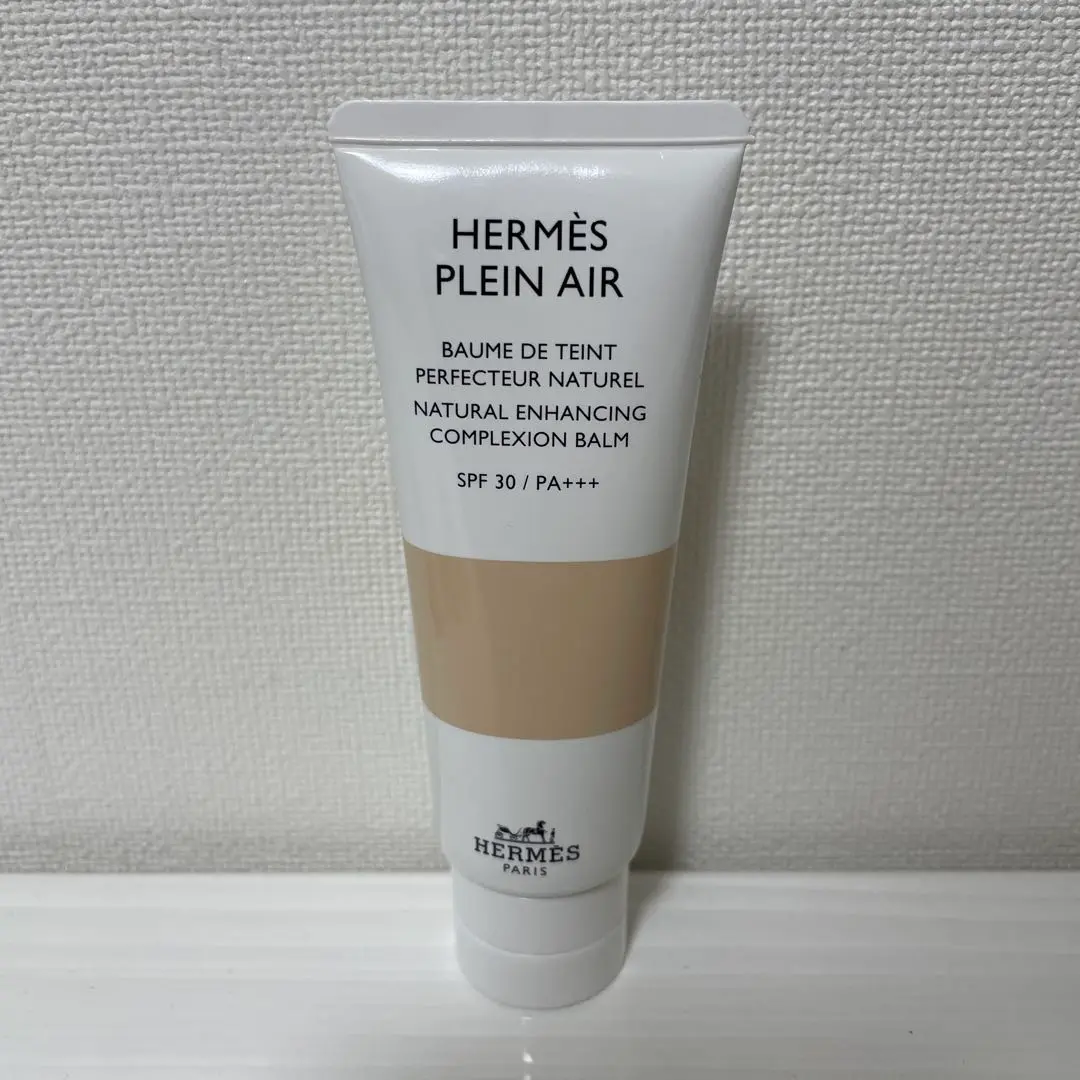 HERMÈS
PLEIN AIR
BAUME DE TEINT
PERFECTEUR NATUREL
NATURAL ENHANCING
COMPLEXION BALM
SPF 30 / PA+++
HERMÈS
PARIS